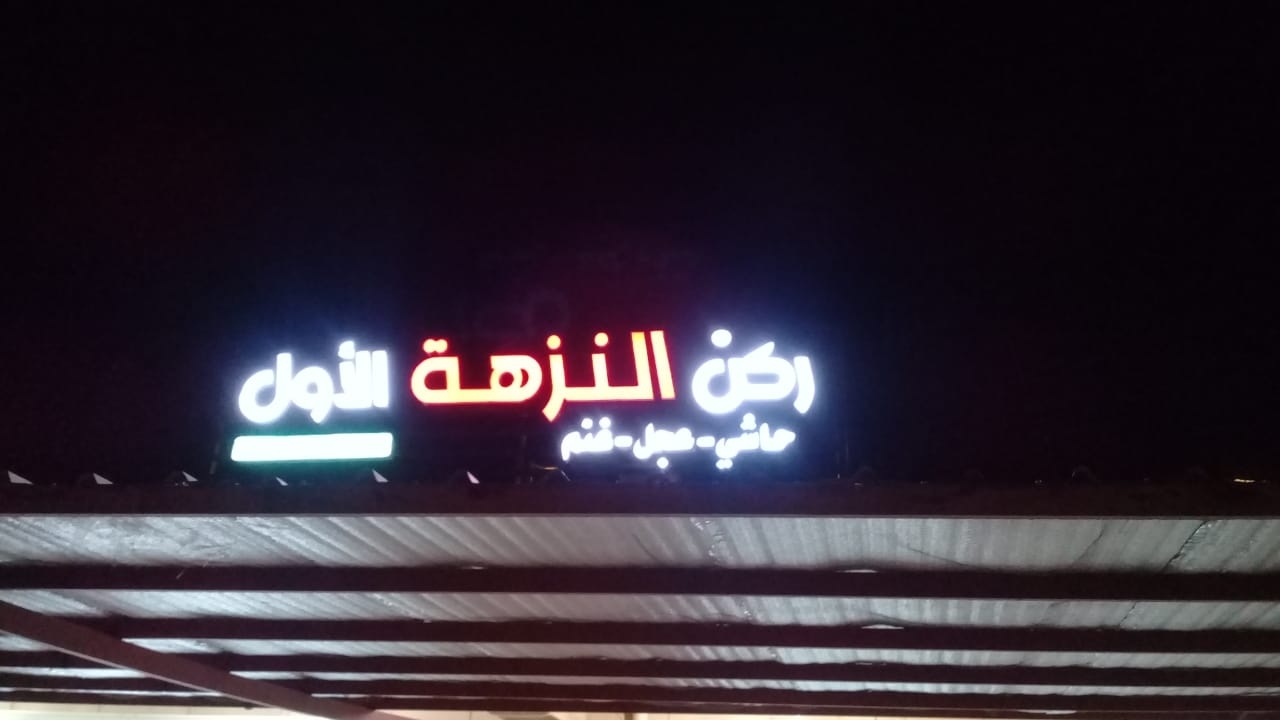 ركن النزهة الأول
حاشي - عجل - غنم